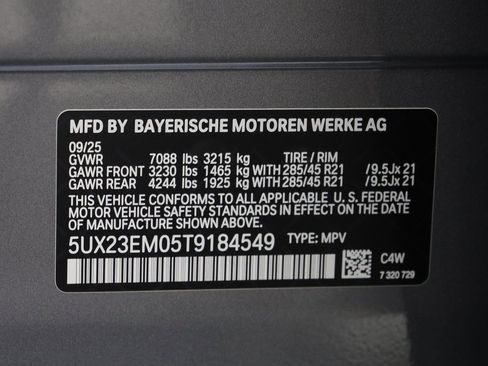 MFD BY BAYERISCHE MOTOREN WERKE AG
09/25
GVWR 7088 lbs 3215 kg TIRE / RIM
GAWR FRONT 3230 lbs 1465 kg WITH 285/45 R21 /9.5Jx 21
GAWR REAR 4244 lbs 1925 kg WITH 285/45 R21 /9.5Jx 21
THIS VEHICLE CONFORMS TO ALL APPLICABLE U.S. FEDERAL
MOTOR VEHICLE SAFETY STANDARDS IN EFFECT ON THE DATE
OF MANUFACTURE SHOWN ABOVE.
5UX23EM05T9184549 TYPE: MPV
C4W
7 320 729